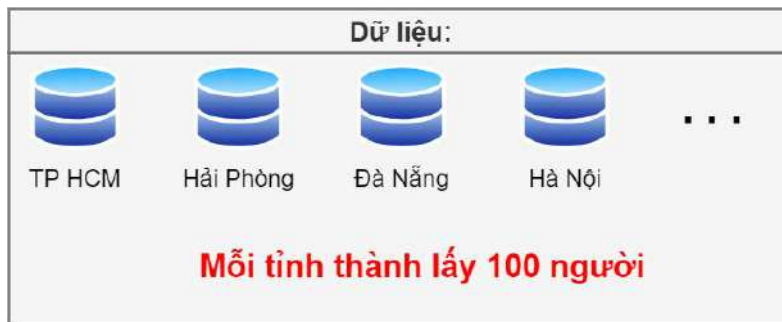 Dữ liệu:
TP HCM Hải Phòng Đà Nẵng Hà Nội ...
Mỗi tỉnh thành lấy 100 người